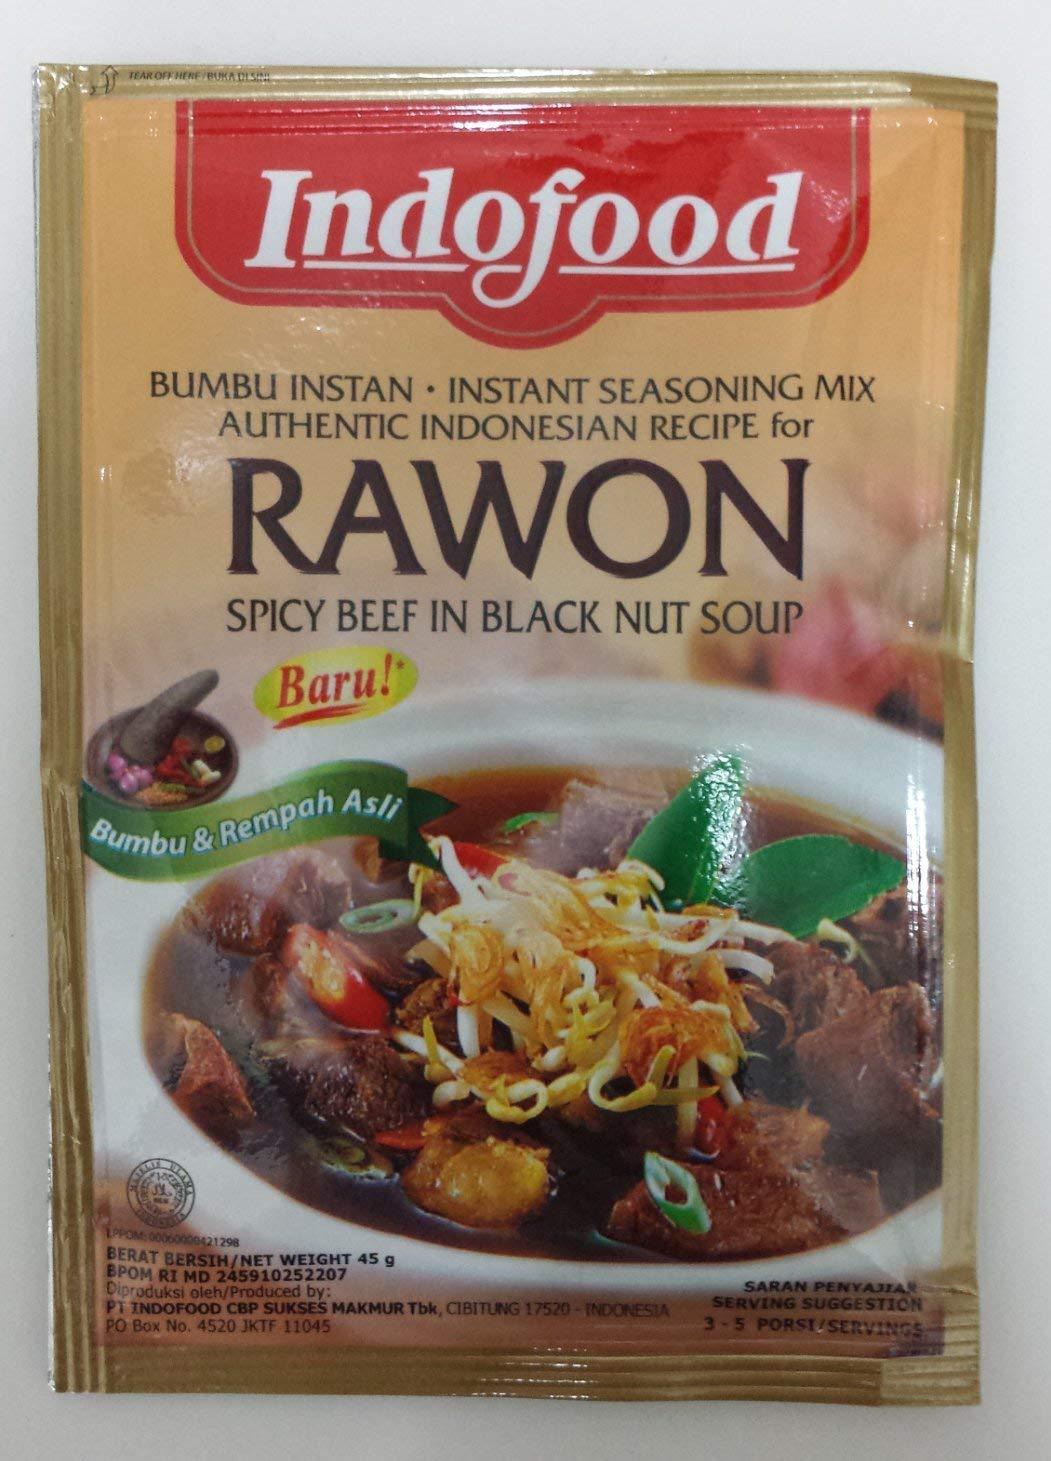 TEAR OFF HERE/BUKA DI SINI
Indofood
BUMBU INSTAN • INSTANT SEASONING MIX
AUTHENTIC INDONESIAN RECIPE for
RAWON
SPICY BEEF IN BLACK NUT SOUP
Baru!*
Bumbu & Rempah Asli
MAJELIS ULAMA
INDONESIA
LPPOM: 00060000421298
BERAT BERSIH/NET WEIGHT 45 g
BPOM RI MD 245910252207
Diproduksi oleh/Produced by:
PT INDOFOOD CBP SUKSES MAKMUR Tbk, CIBITUNG 17520 - INDONESIA
PO Box No. 4520 JKTF 11045
SARAN PENYAJIAN
SERVING SUGGESTION
3 - 5 PORSI/SERVINGS